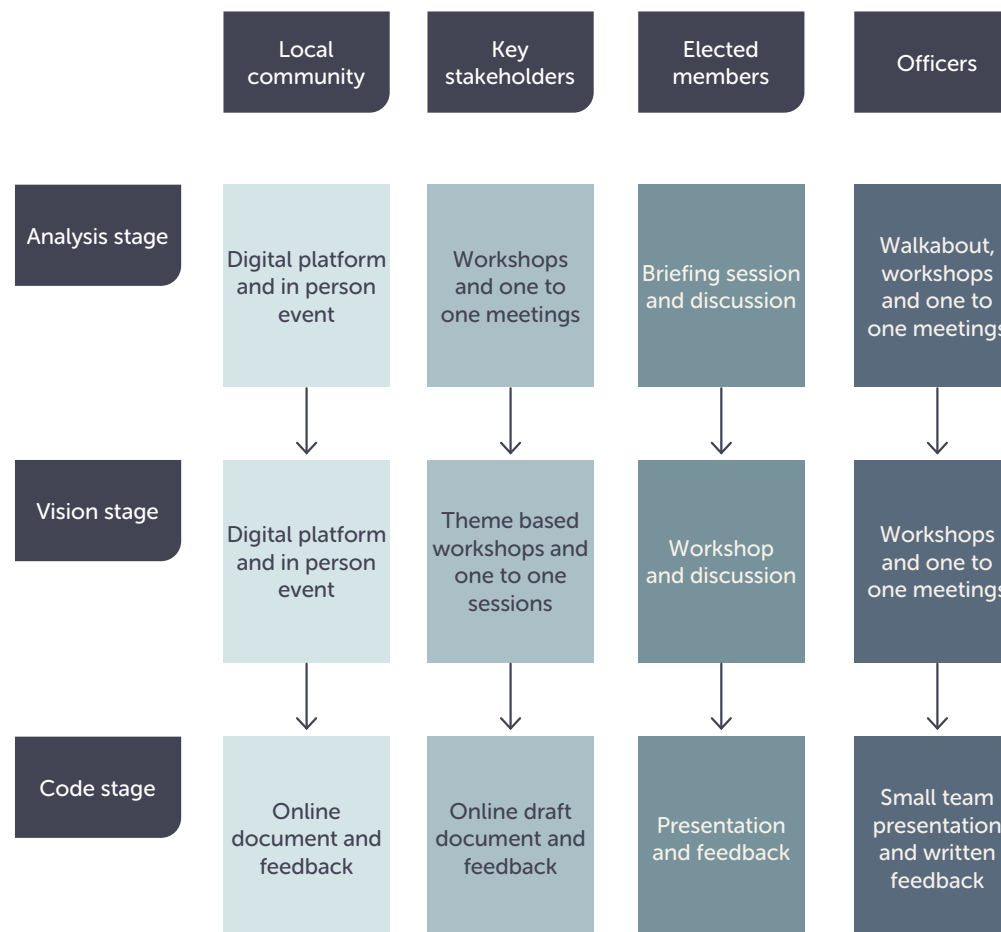 Local
community
Key
stakeholders
Elected
members
Officers
Analysis stage
Digital platform
and in person
event
Workshops
and one to
one meetings
Briefing session
and discussion
Walkabout,
workshops
and one to
one meetings
Vision stage
Digital platform
and in person
event
Theme based
workshops and
one to one
sessions
Workshop
and discussion
Workshops
and one to
one meetings
Code stage
Online
document and
feedback
Online draft
document and
feedback
Presentation
and feedback
Small team
presentation
and written
feedback